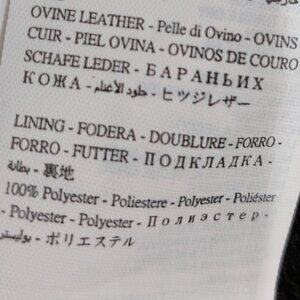 OVINE LEATHER - Pelle di Ovino - OVINS
CUIR - PIEL OVINA - OVINOS DE COURO
SCHAFE LEDER - БАРАНЬИХ
КОЖА - جلود الأغنام - ヒツジレザー
LINING - FODERA - DOUBLURE - FORRO -
FORRO - FUTTER - ПОДКЛАДКА -
بطانة - 裏地
100% Polyester - Poliestere - Polyester - Poliéster
- Polyester - Polyester - Полиэстер -
بوليستر - ポリエステル